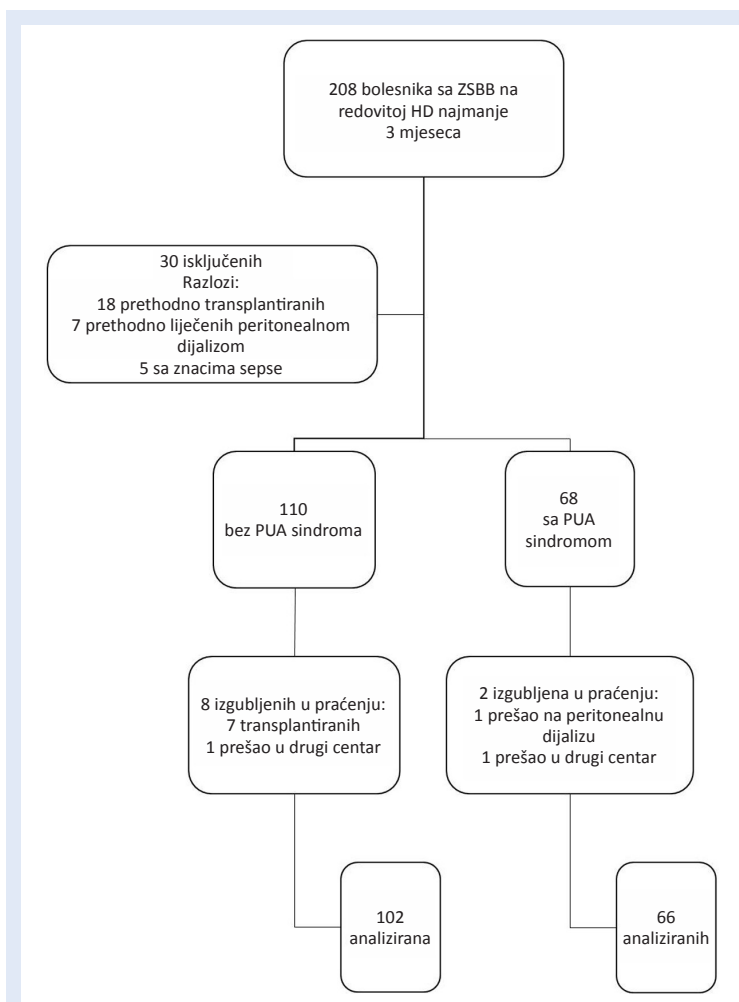 208 bolesnika sa ZSBB na
redovitoj HD najmanje
3 mjeseca
30 isključenih
Razlozi:
18 prethodno transplantiranih
7 prethodno liječenih peritonealnom
dijalizom
5 sa znacima sepse
110
bez PUA sindroma
68
sa PUA
sindromom
8 izgubljenih u praćenju:
7 transplantiranih
1 prešao u drugi centar
2 izgubljena u praćenju:
1 prešao na peritonealnu
dijalizu
1 prešao u drugi centar
102
analizirana
66
analiziranih